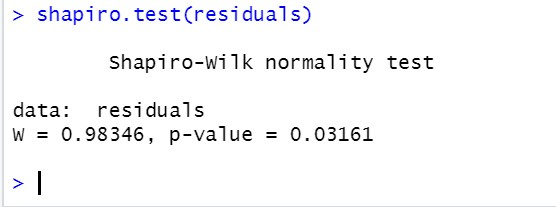 > shapiro.test(residuals)
Shapiro-Wilk normality test
data:  residuals
W = 0.98346, p-value = 0.03161
>